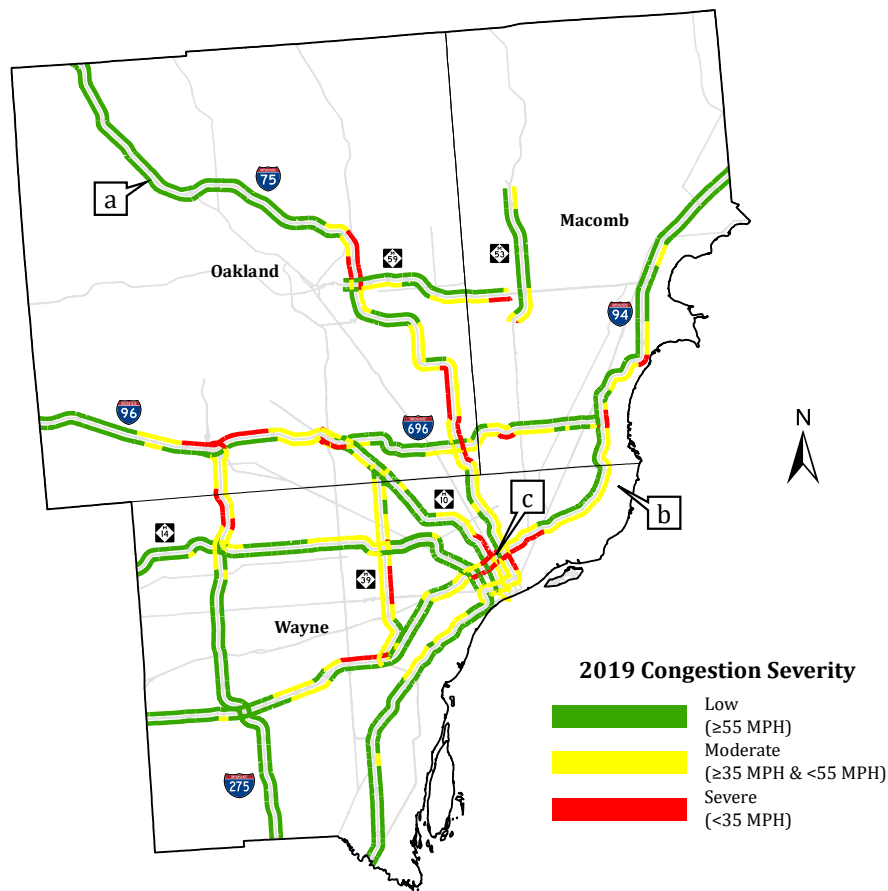 a
75
59
53
Macomb
Oakland
94
96
696
N
M
10
c
b
M
14
M
39
Wayne
275
2019 Congestion Severity
Low
(≥55 MPH)
Moderate
(≥35 MPH & <55 MPH)
Severe
(<35 MPH)